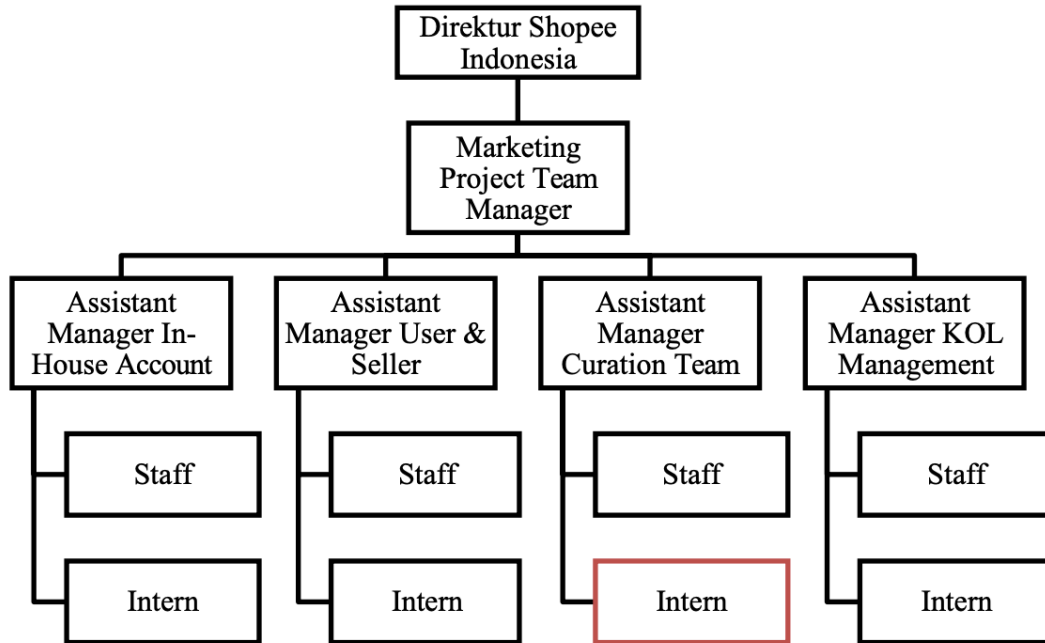 Direktur Shopee
Indonesia
Marketing
Project Team
Manager
Assistant
Manager In-
House Account
Assistant
Manager User &
Seller
Assistant
Manager
Curation Team
Assistant
Manager KOL
Management
Staff
Staff
Staff
Staff
Intern
Intern
Intern
Intern